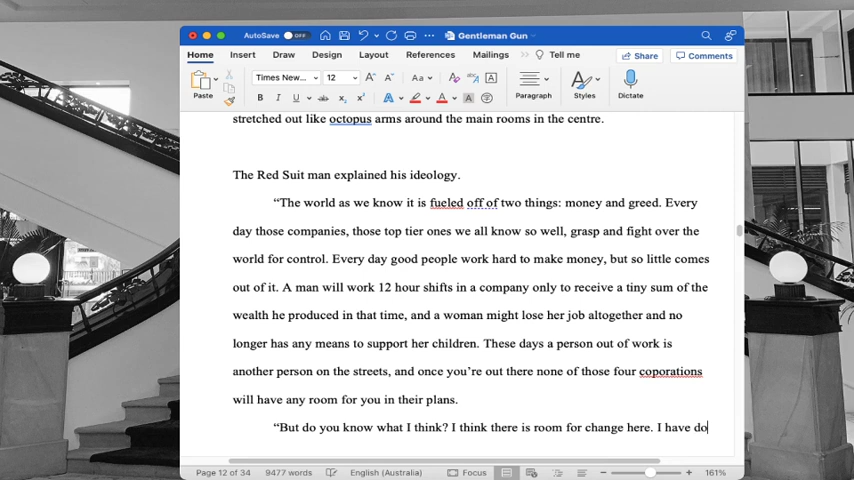 AutoSave OFF Gentleman Gun
Home Insert Draw Design Layout References Mailings Tell me Share Comments
Times New... 12 Aa
Paste Paragraph Styles Dictate
stretched out like octopus arms around the main rooms in the centre.
The Red Suit man explained his ideology.
“The world as we know it is fueled off of two things: money and greed. Every
day those companies, those top tier ones we all know so well, grasp and fight over the
world for control. Every day good people work hard to make money, but so little comes
out of it. A man will work 12 hour shifts in a company only to receive a tiny sum of the
wealth he produced in that time, and a woman might lose her job altogether and no
longer has any means to support her children. These days a person out of work is
another person on the streets, and once you’re out there none of those four coporations
will have any room for you in their plans.
“But do you know what I think? I think there is room for change here. I have do
Page 12 of 34 9477 words English (Australia) Focus 161%